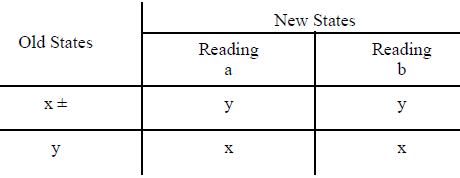 New States
Old States
Reading Reading
a b
x ± y y
y x x